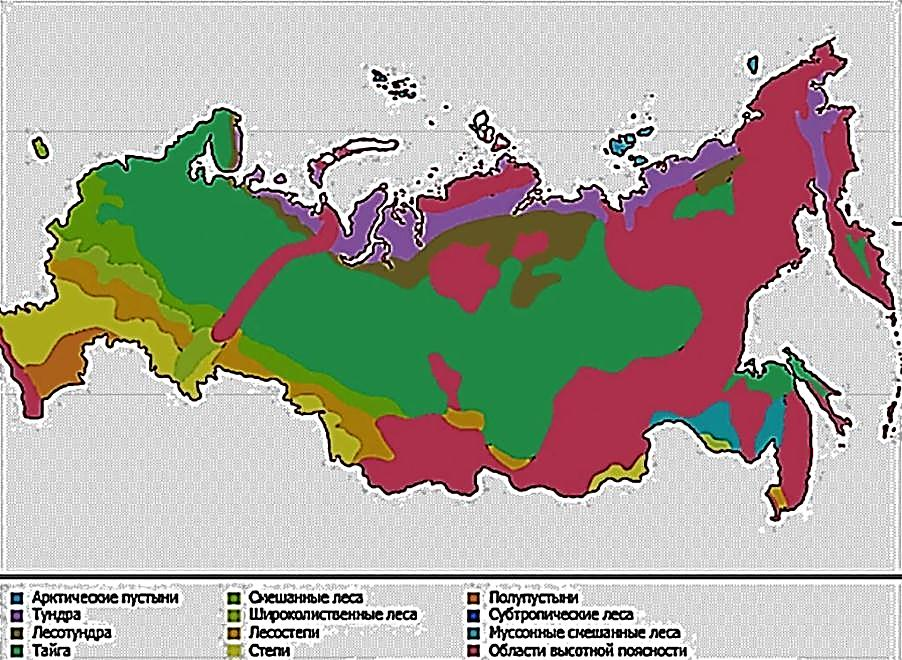 Арктические пустыни
Тундра
Лесотундра
Тайга
Смешанные леса
Широколиственные леса
Лесостепи
Степи
Полупустыни
Субтропические леса
Муссонные смешанные леса
Области высотной поясности